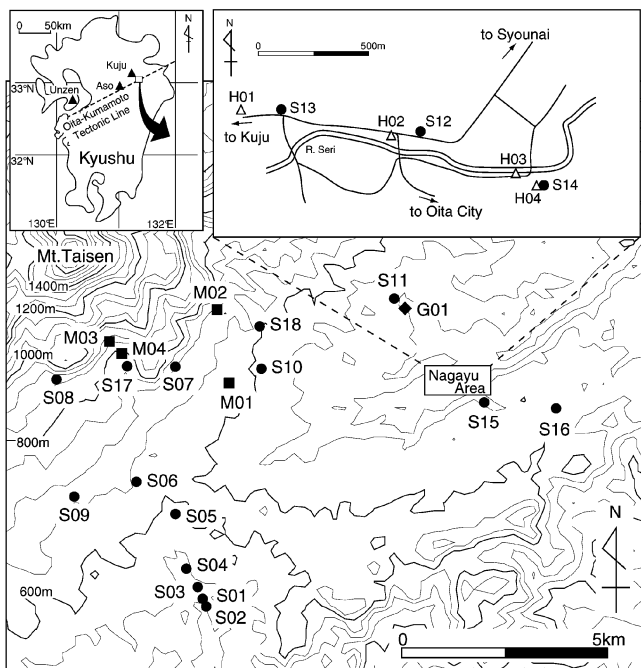 0 50km
N
Kuju
33°N
Unzen
Aso
Oita-Kumamoto
Tectonic Line
32°N
Kyushu
130°E
132°E
N
0 500m
to Syounai
H01
S13
H02
S12
to Kuju
R. Seri
H03
S14
H04
to Oita City
Mt.Taisen
1400m
1200m
M02
S11
G01
M03
M04
S18
1000m
S10
S17
S07
S08
M01
Nagayu
Area
S15
S16
800m
S06
S09
S05
N
S04
S03
S01
S02
600m
0 5km